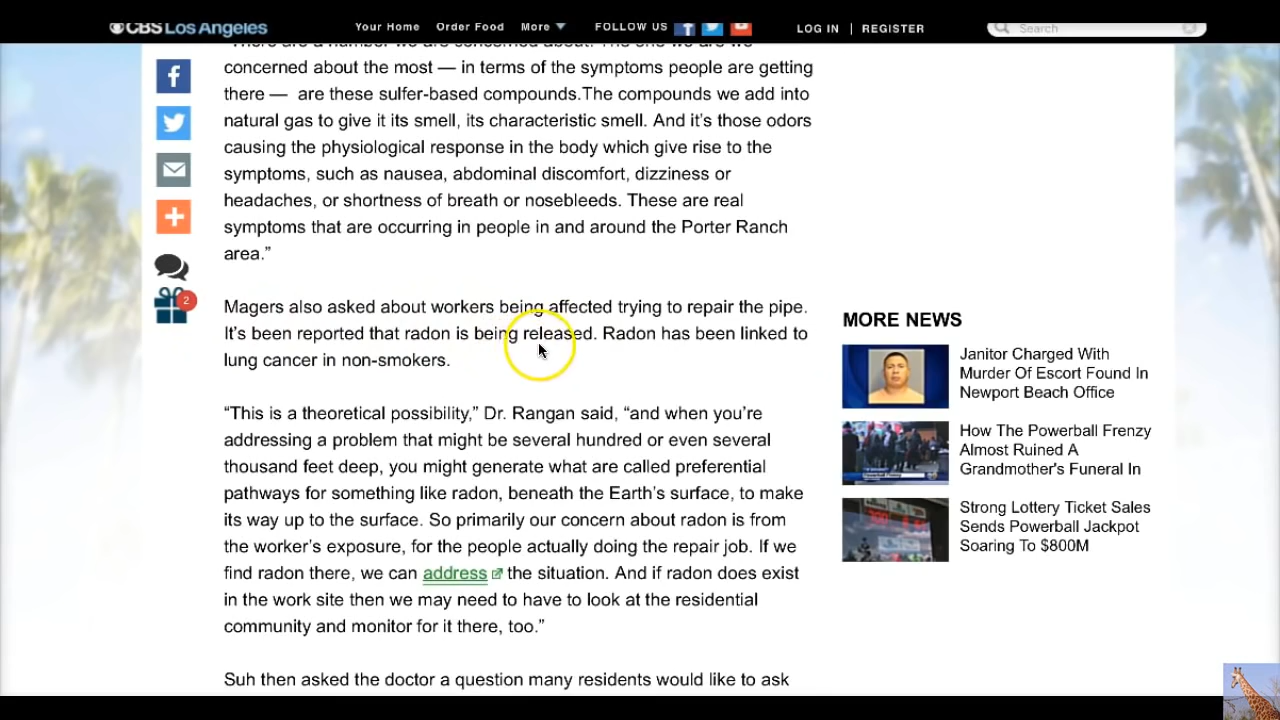 CBS Los Angeles
Your Home Order Food More FOLLOW US LOG IN | REGISTER Search
"There are a number we are concerned about. The one we are we
concerned about the most — in terms of the symptoms people are getting
there — are these sulfer-based compounds.The compounds we add into
natural gas to give it its smell, its characteristic smell. And it's those odors
causing the physiological response in the body which give rise to the
symptoms, such as nausea, abdominal discomfort, dizziness or
headaches, or shortness of breath or nosebleeds. These are real
symptoms that are occurring in people in and around the Porter Ranch
area.”
2
Magers also asked about workers being affected trying to repair the pipe.
It’s been reported that radon is being released. Radon has been linked to
lung cancer in non-smokers.
“This is a theoretical possibility,” Dr. Rangan said, “and when you’re
addressing a problem that might be several hundred or even several
thousand feet deep, you might generate what are called preferential
pathways for something like radon, beneath the Earth’s surface, to make
its way up to the surface. So primarily our concern about radon is from
the worker’s exposure, for the people actually doing the repair job. If we
find radon there, we can address the situation. And if radon does exist
in the work site then we may need to have to look at the residential
community and monitor for it there, too.”
Suh then asked the doctor a question many residents would like to ask
MORE NEWS
Janitor Charged With
Murder Of Escort Found In
Newport Beach Office
How The Powerball Frenzy
Almost Ruined A
Grandmother's Funeral In
Strong Lottery Ticket Sales
Sends Powerball Jackpot
Soaring To $800M